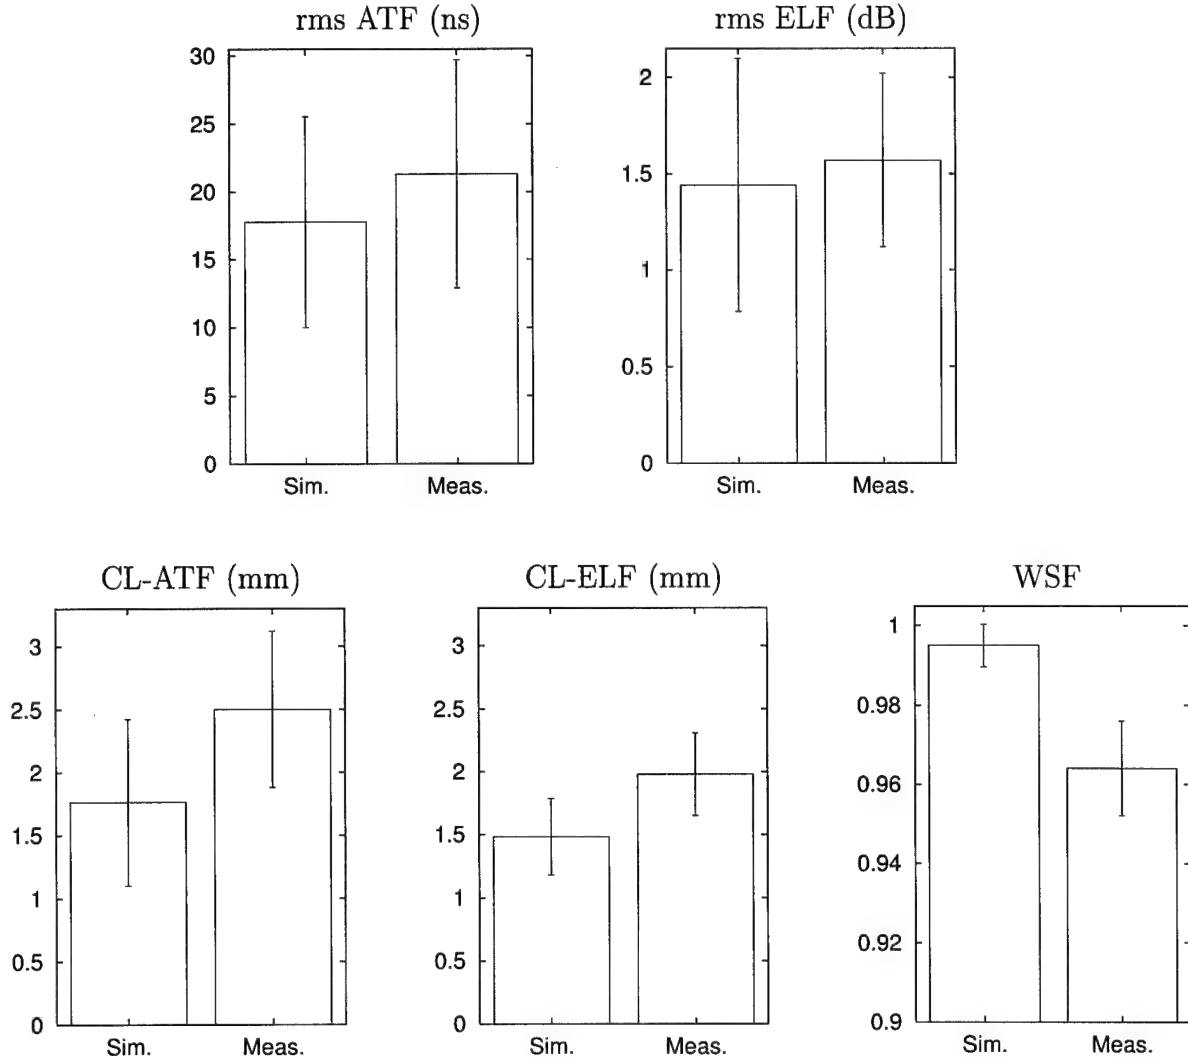 rms ATF (ns)
30
25
20
15
10
5
0
Sim.
Meas.
rms ELF (dB)
2
1.5
1
0.5
0
Sim.
Meas.
CL-ATF (mm)
3
2.5
2
1.5
1
0.5
0
Sim.
Meas.
CL-ELF (mm)
3
2.5
2
1.5
1
0.5
0
Sim.
Meas.
WSF
1
0.98
0.96
0.94
0.92
0.9
Sim.
Meas.